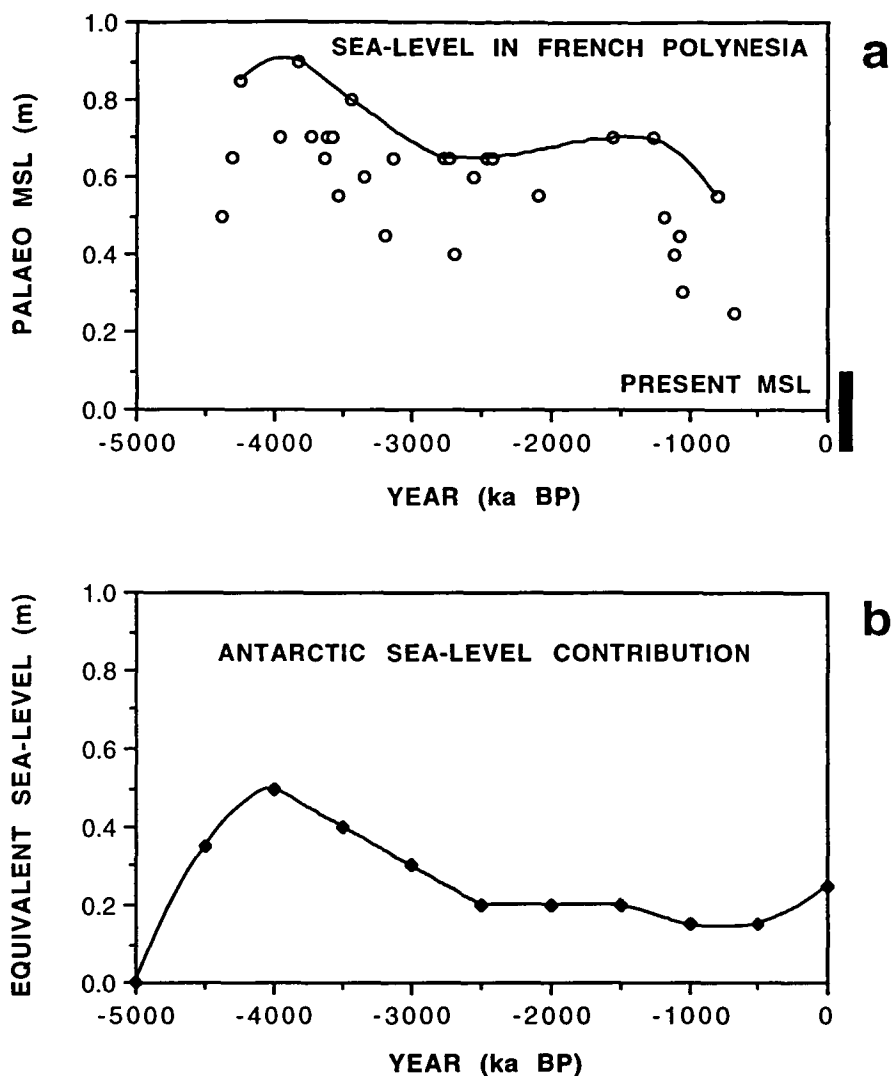 1.0
SEA-LEVEL IN FRENCH POLYNESIA
a
0.8
0.6
0.4
0.2
PRESENT MSL
0.0
PALAEO MSL (m)
-5000 -4000 -3000 -2000 -1000 0
YEAR (ka BP)
1.0
b
ANTARCTIC SEA-LEVEL CONTRIBUTION
0.8
0.6
0.4
0.2
0.0
EQUIVALENT SEA-LEVEL (m)
-5000 -4000 -3000 -2000 -1000 0
YEAR (ka BP)